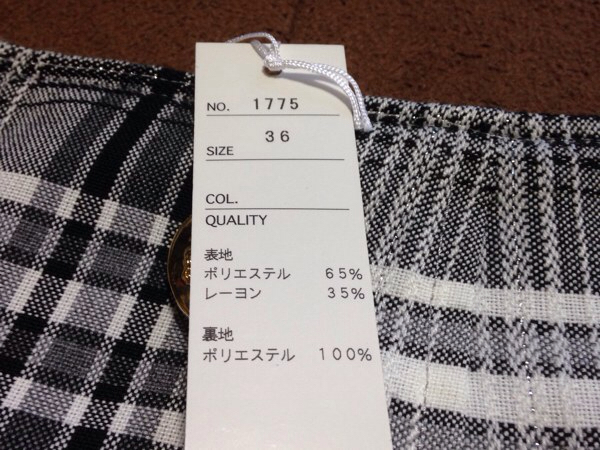 NO. 1775
SIZE 36
COL.
QUALITY
表地
ポリエステル 65%
レーヨン 35%
裏地
ポリエステル 100%